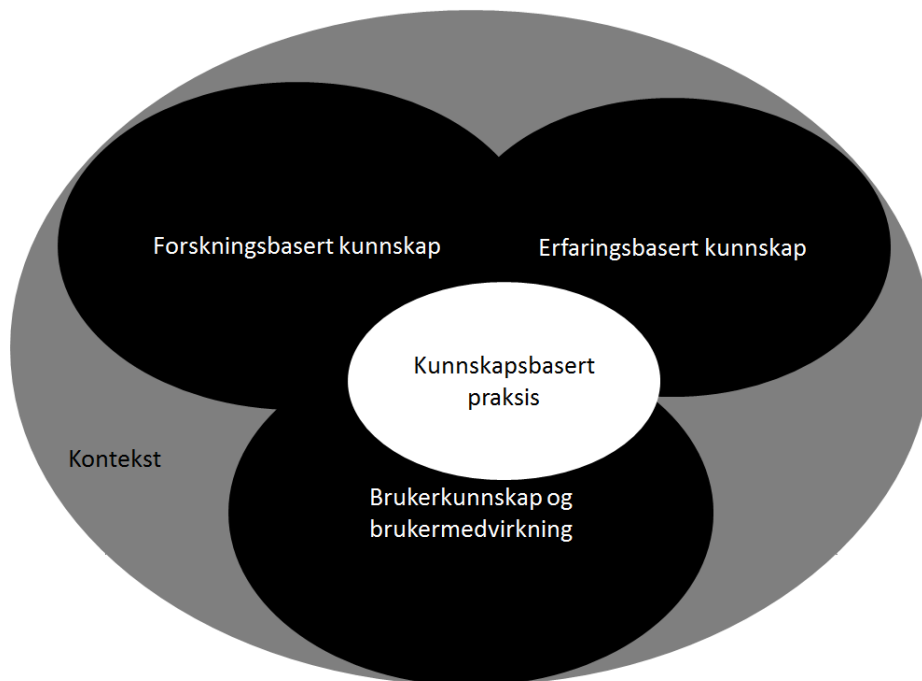 Forskningsbasert kunnskap
Erfaringsbasert kunnskap
Kunnskapsbasert
praksis
Kontekst
Brukerkunnskap og
brukermedvirkning